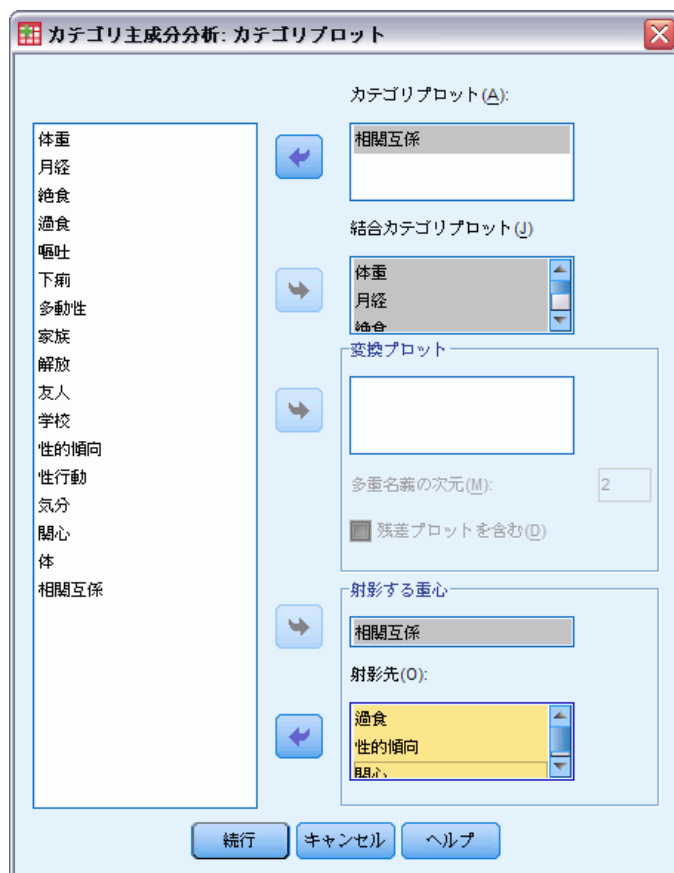 カテゴリ主成分分析: カテゴリプロット
カテゴリプロット(A):
体重
月経
絶食
過食
嘔吐
下痢
多動性
家族
解放
友人
学校
性的傾向
性行動
気分
関心
体
相関互係
相関互係
結合カテゴリプロット(J)
体重
月経
絶食
変換プロット
多重名義の次元(M):
2
残差プロットを含む(D)
射影する重心
相関互係
射影先(O):
過食
性的傾向
関心
続行
キャンセル
ヘルプ